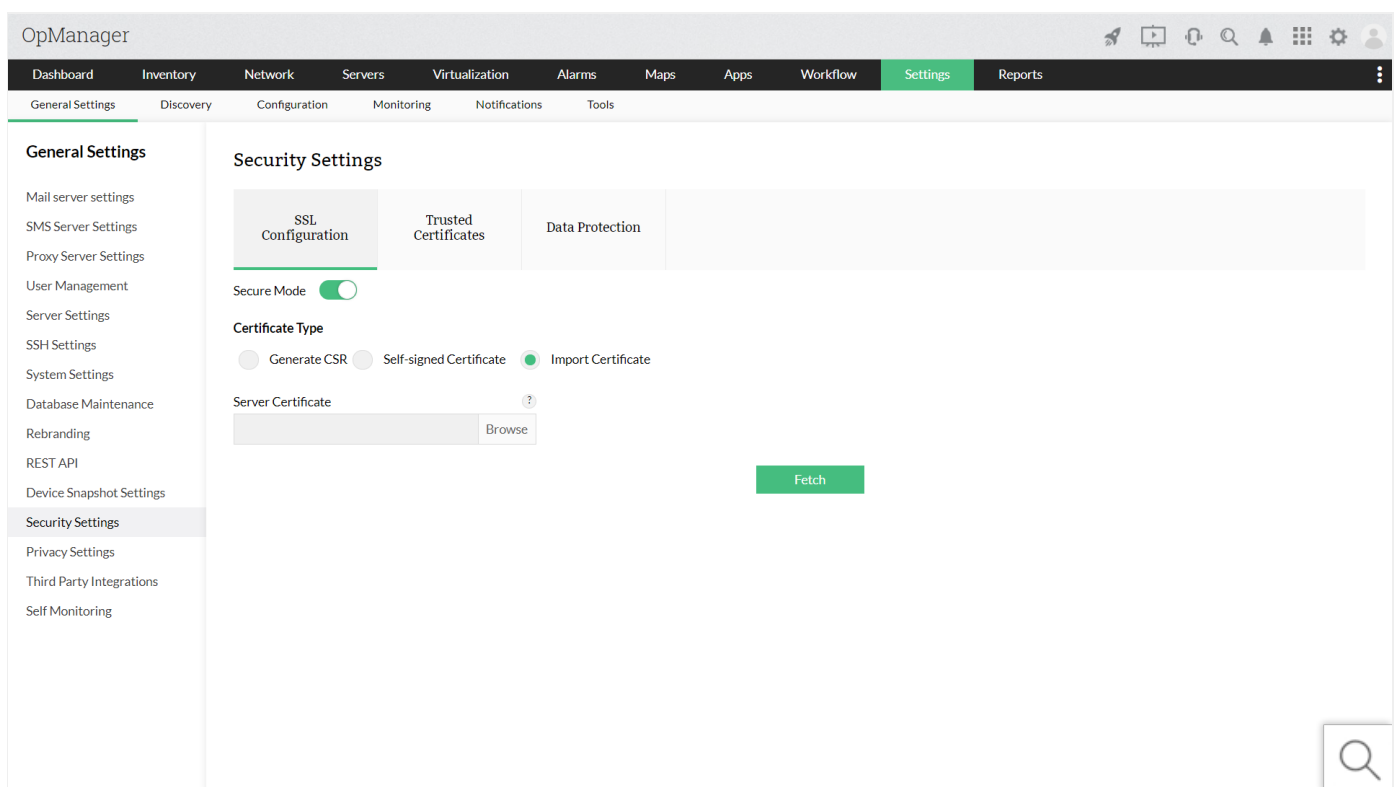 OpManager
Dashboard Inventory Network Servers Virtualization Alarms Maps Apps Workflow Settings Reports
General Settings Discovery Configuration Monitoring Notifications Tools
General Settings
Mail server settings
SMS Server Settings
Proxy Server Settings
User Management
Server Settings
SSH Settings
System Settings
Database Maintenance
Rebranding
REST API
Device Snapshot Settings
Security Settings
Privacy Settings
Third Party Integrations
Self Monitoring
Security Settings
SSL
Configuration
Trusted
Certificates
Data Protection
Secure Mode
Certificate Type
Generate CSR Self-signed Certificate Import Certificate
Server Certificate ?
Browse
Fetch